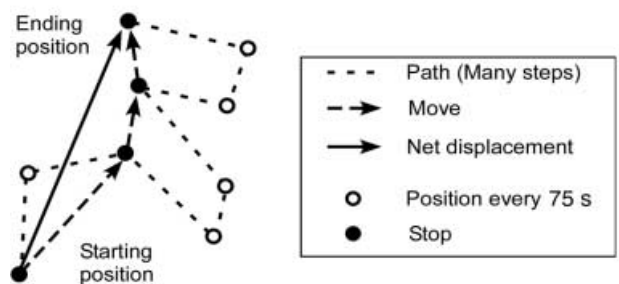 Ending
position
Starting
position
Path (Many steps)
Move
Net displacement
Position every 75 s
Stop